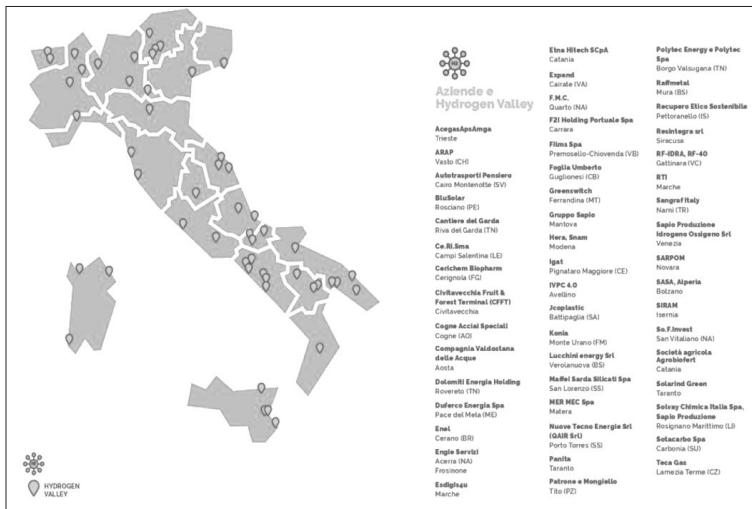 H2
Aziende e
Hydrogen Valley
AcegasApsAmga
Trieste
ARAP
Vasto (CH)
Autotrasporti Pensiero
Cairo Montenotte (SV)
BluSolar
Rosciano (PE)
Cantiere del Garda
Riva del Garda (TN)
Ce.Ri.Sma
Campi Salentina (LE)
Cerichem Biopharm
Cerignola (FG)
Civitavecchia Fruit &
Forest Terminal (CFFT)
Civitavecchia
Cogne Acciai Speciali
Cogne (AO)
Compagnia Valdostana
delle Acque
Aosta
Dolomiti Energia Holding
Rovereto (TN)
Duferco Energia Spa
Pace del Mela (ME)
Enel
Cerano (BR)
Engie Servizi
Acerra (NA)
Frosinone
Esdigis4u
Marche
Etna Hitech SCpA
Catania
Expand
Cairate (VA)
F.M.C.
Quarto (NA)
F2I Holding Portuale Spa
Carrara
Films Spa
Premosello-Chiovenda (VB)
Foglia Umberto
Guglionesi (CB)
Greenswitch
Ferrandina (MT)
Gruppo Sapio
Mantova
Hera, Snam
Modena
Igat
Pignataro Maggiore (CE)
IVPC 4.0
Avellino
Jcoplastic
Battipaglia (SA)
Konia
Monte Urano (FM)
Lucchini energy Srl
Verolanuova (BS)
Maffei Sarda Silicati Spa
San Lorenzo (SS)
MER MEC Spa
Matera
Nuove Tecno Energie Srl
(QAIR Srl)
Porto Torres (SS)
Panita
Taranto
Patrone e Mongiello
Tito (PZ)
Polytec Energy e Polytec
Spa
Borgo Valsugana (TN)
Raffmetal
Mura (BS)
Recupero Etico Sostenibile
Pettoranello (IS)
Resintegra srl
Siracusa
RF-IDRA, RF-40
Gattinara (VC)
RTI
Marche
Sangraf Italy
Narni (TR)
Sapio Produzione
Idrogeno Ossigeno Srl
Venezia
SARPOM
Novara
SASA, Alperia
Bolzano
SIRAM
Isernia
So.F.Invest
San Vitaliano (NA)
Società agricola
Agrobiofert
Catania
Solarind Green
Taranto
Solvay Chimica Italia Spa,
Sapio Produzione
Rosignano Marittimo (LI)
Sotacarbo Spa
Carbonia (SU)
Teca Gas
Lamezia Terme (CZ)
H2
HYDROGEN
VALLEY